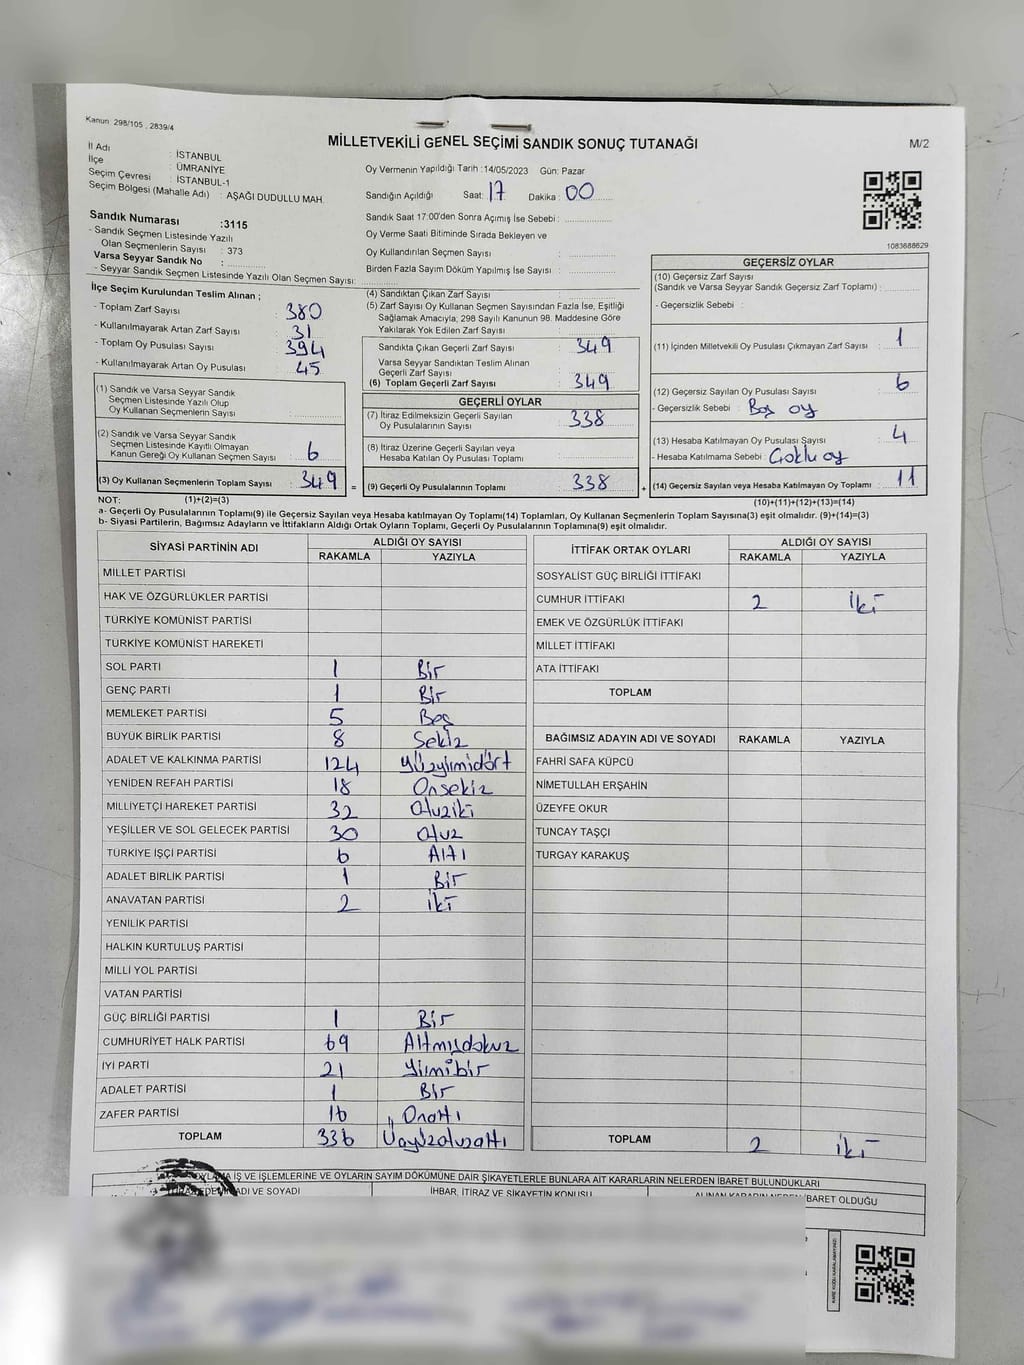 Kanun 298/105 , 2839/4
MİLLETVEKİLİ GENEL SEÇİMİ SANDIK SONUÇ TUTANAĞI
M/2
İl Adı : İSTANBUL
İlçe : ÜMRANİYE
Seçim Çevresi : İSTANBUL-1
Seçim Bölgesi (Mahalle Adı) : AŞAĞI DUDULLU MAH.
Oy Vermenin Yapıldığı Tarih :14/05/2023 Gün: Pazar
Sandığın Açıldığı Saat: 17 Dakika: 00
Sandık Numarası :3115
- Sandık Seçmen Listesinde Yazılı
Olan Seçmenlerin Sayısı : 373
Varsa Seyyar Sandık No :
- Seyyar Sandık Seçmen Listesinde Yazılı Olan Seçmen Sayısı:
Sandık Saat 17:00'den Sonra Açımış İse Sebebi :
Oy Verme Saati Bitiminde Sırada Bekleyen ve
Oy Kullandırılan Seçmen Sayısı :
Birden Fazla Sayım Döküm Yapılmış İse Sayısı :
1083688629
İlçe Seçim Kurulundan Teslim Alınan ;
- Toplam Zarf Sayısı : 380
- Kullanılmayarak Artan Zarf Sayısı : 31
- Toplam Oy Pusulası Sayısı : 394
- Kullanılmayarak Artan Oy Pusulası : 45
(1) Sandık ve Varsa Seyyar Sandık
Seçmen Listesinde Yazılı Olup
Oy Kullanan Seçmenlerin Sayısı :
(2) Sandık ve Varsa Seyyar Sandık
Seçmen Listesinde Kayıtlı Olmayan
Kanun Gereği Oy Kullanan Seçmen Sayısı : 6
(3) Oy Kullanan Seçmenlerin Toplam Sayısı : 349
(4) Sandıktan Çıkan Zarf Sayısı :
(5) Zarf Sayısı Oy Kullanan Seçmen Sayısından Fazla İse, Eşitliği
Sağlamak Amacıyla, 298 Sayılı Kanunun 98. Maddesine Göre
Yakılarak Yok Edilen Zarf Sayısı :
Sandıkta Çıkan Geçerli Zarf Sayısı : 349
Varsa Seyyar Sandıktan Teslim Alınan
Geçerli Zarf Sayısı :
(6) Toplam Geçerli Zarf Sayısı : 349
GEÇERLİ OYLAR
(7) İtiraz Edilmeksizin Geçerli Sayılan
Oy Pusulalarının Sayısı : 338
(8) İtiraz Üzerine Geçerli Sayılan veya
Hesaba Katılan Oy Pusulası Toplamı :
= (9) Geçerli Oy Pusulalarının Toplamı : 338
GEÇERSİZ OYLAR
(10) Geçersiz Zarf Sayısı
(Sandık ve Varsa Seyyar Sandık Geçersiz Zarf Toplamı) :
- Geçersizlik Sebebi :
(11) İçinden Milletvekili Oy Pusulası Çıkmayan Zarf Sayısı : 1
(12) Geçersiz Sayılan Oy Pusulası Sayısı : 6
- Geçersizlik Sebebi : Boş oy
(13) Hesaba Katılmayan Oy Pusulası Sayısı : 4
- Hesaba Katılmama Sebebi : Çoklu oy
+ (14) Geçersiz Sayılan veya Hesaba Katılmayan Oy Toplamı : 11
NOT: (1)+(2)=(3)
(10)+(11)+(12)+(13)=(14)
a- Geçerli Oy Pusulalarının Toplamı(9) ile Geçersiz Sayılan veya Hesaba katılmayan Oy Toplamı(14) Toplamları, Oy Kullanan Seçmenlerin Toplam Sayısına(3) eşit olmalıdır. (9)+(14)=(3)
b- Siyasi Partilerin, Bağımsız Adayların ve İttifakların Aldığı Ortak Oyların Toplamı, Geçerli Oy Pusulalarının Toplamına(9) eşit olmalıdır.
SİYASİ PARTİNİN ADI ALDIĞI OY SAYISI
RAKAMLA YAZIYLA
MİLLET PARTİSİ
HAK VE ÖZGÜRLÜKLER PARTİSİ
TÜRKİYE KOMÜNİST PARTİSİ
TÜRKİYE KOMÜNİST HAREKETİ
SOL PARTİ 1 Bir
GENÇ PARTİ 1 Bir
MEMLEKET PARTİSİ 5 Beş
BÜYÜK BİRLİK PARTİSİ 8 Sekiz
ADALET VE KALKINMA PARTİSİ 124 Yüzyirmidört
YENİDEN REFAH PARTİSİ 18 Onsekiz
MİLLİYETÇİ HAREKET PARTİSİ 32 Otuziki
YEŞİLLER VE SOL GELECEK PARTİSİ 30 Otuz
TÜRKİYE İŞÇİ PARTİSİ 6 Altı
ADALET BİRLİK PARTİSİ 1 Bir
ANAVATAN PARTİSİ 2 iki
YENİLİK PARTİSİ
HALKIN KURTULUŞ PARTİSİ
MİLLİ YOL PARTİSİ
VATAN PARTİSİ
GÜÇ BİRLİĞİ PARTİSİ 1 Bir
CUMHURİYET HALK PARTİSİ 69 Altmışdokuz
İYİ PARTİ 21 Yirmibir
ADALET PARTİSİ 1 Bir
ZAFER PARTİSİ 16 Onaltı
TOPLAM 336 Üçyüzotuzaltı
İTTİFAK ORTAK OYLARI ALDIĞI OY SAYISI
RAKAMLA YAZIYLA
SOSYALİST GÜÇ BİRLİĞİ İTTİFAKI
CUMHUR İTTİFAKI 2 iki
EMEK VE ÖZGÜRLÜK İTTİFAKI
MİLLET İTTİFAKI
ATA İTTİFAKI
TOPLAM
BAĞIMSIZ ADAYIN ADI VE SOYADI RAKAMLA YAZIYLA
FAHRİ SAFA KÜPCÜ
NİMETULLAH ERŞAHİN
ÜZEYFE OKUR
TUNCAY TAŞÇI
TURGAY KARAKUŞ
TOPLAM 2 iki
İŞ VE İŞLEMLERİNE VE OYLARIN SAYIM DÖKÜMÜNE DAİR ŞİKAYETLERLE BUNLARA AİT KARARLARIN NELERDEN İBARET BULUNDUKLARI
ADI VE SOYADI İHBAR, İTİRAZ VE ŞİKAYETİN KONUSU ALINAN KARARIN NEDEN İBARET OLDUĞU